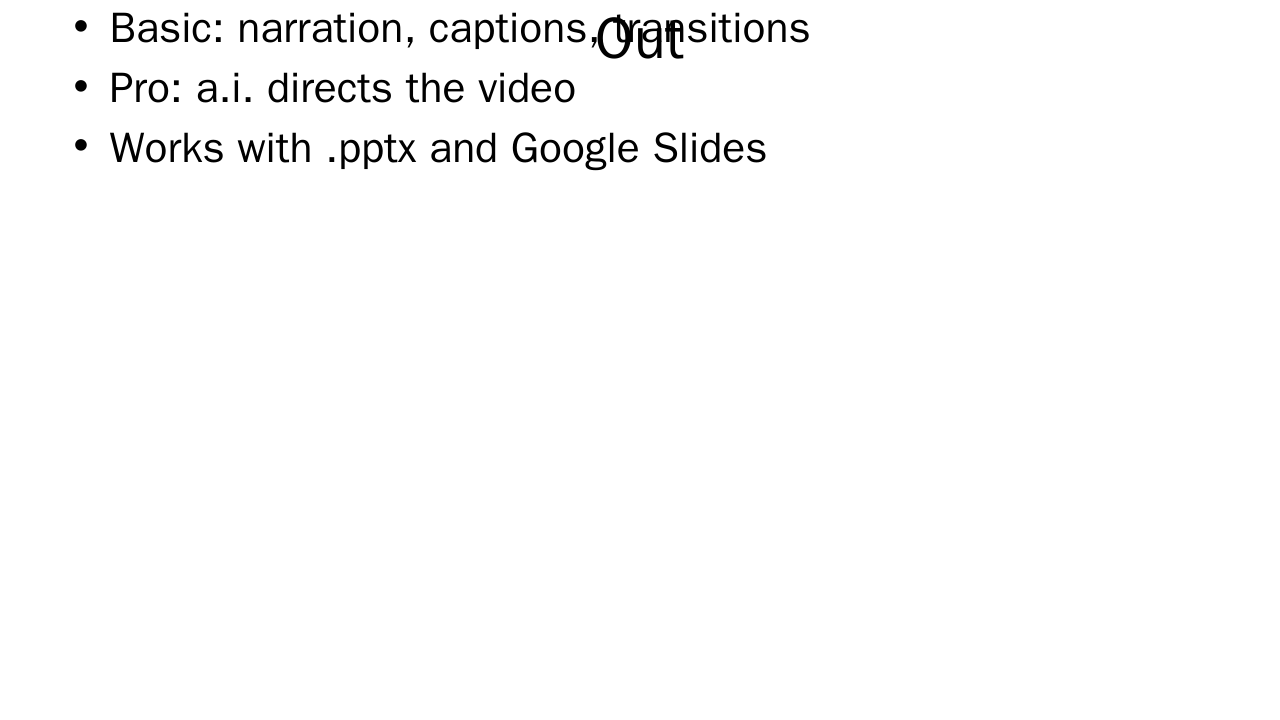 Out
• Basic: narration, captions, transitions
• Pro: a.i. directs the video
• Works with .pptx and Google Slides